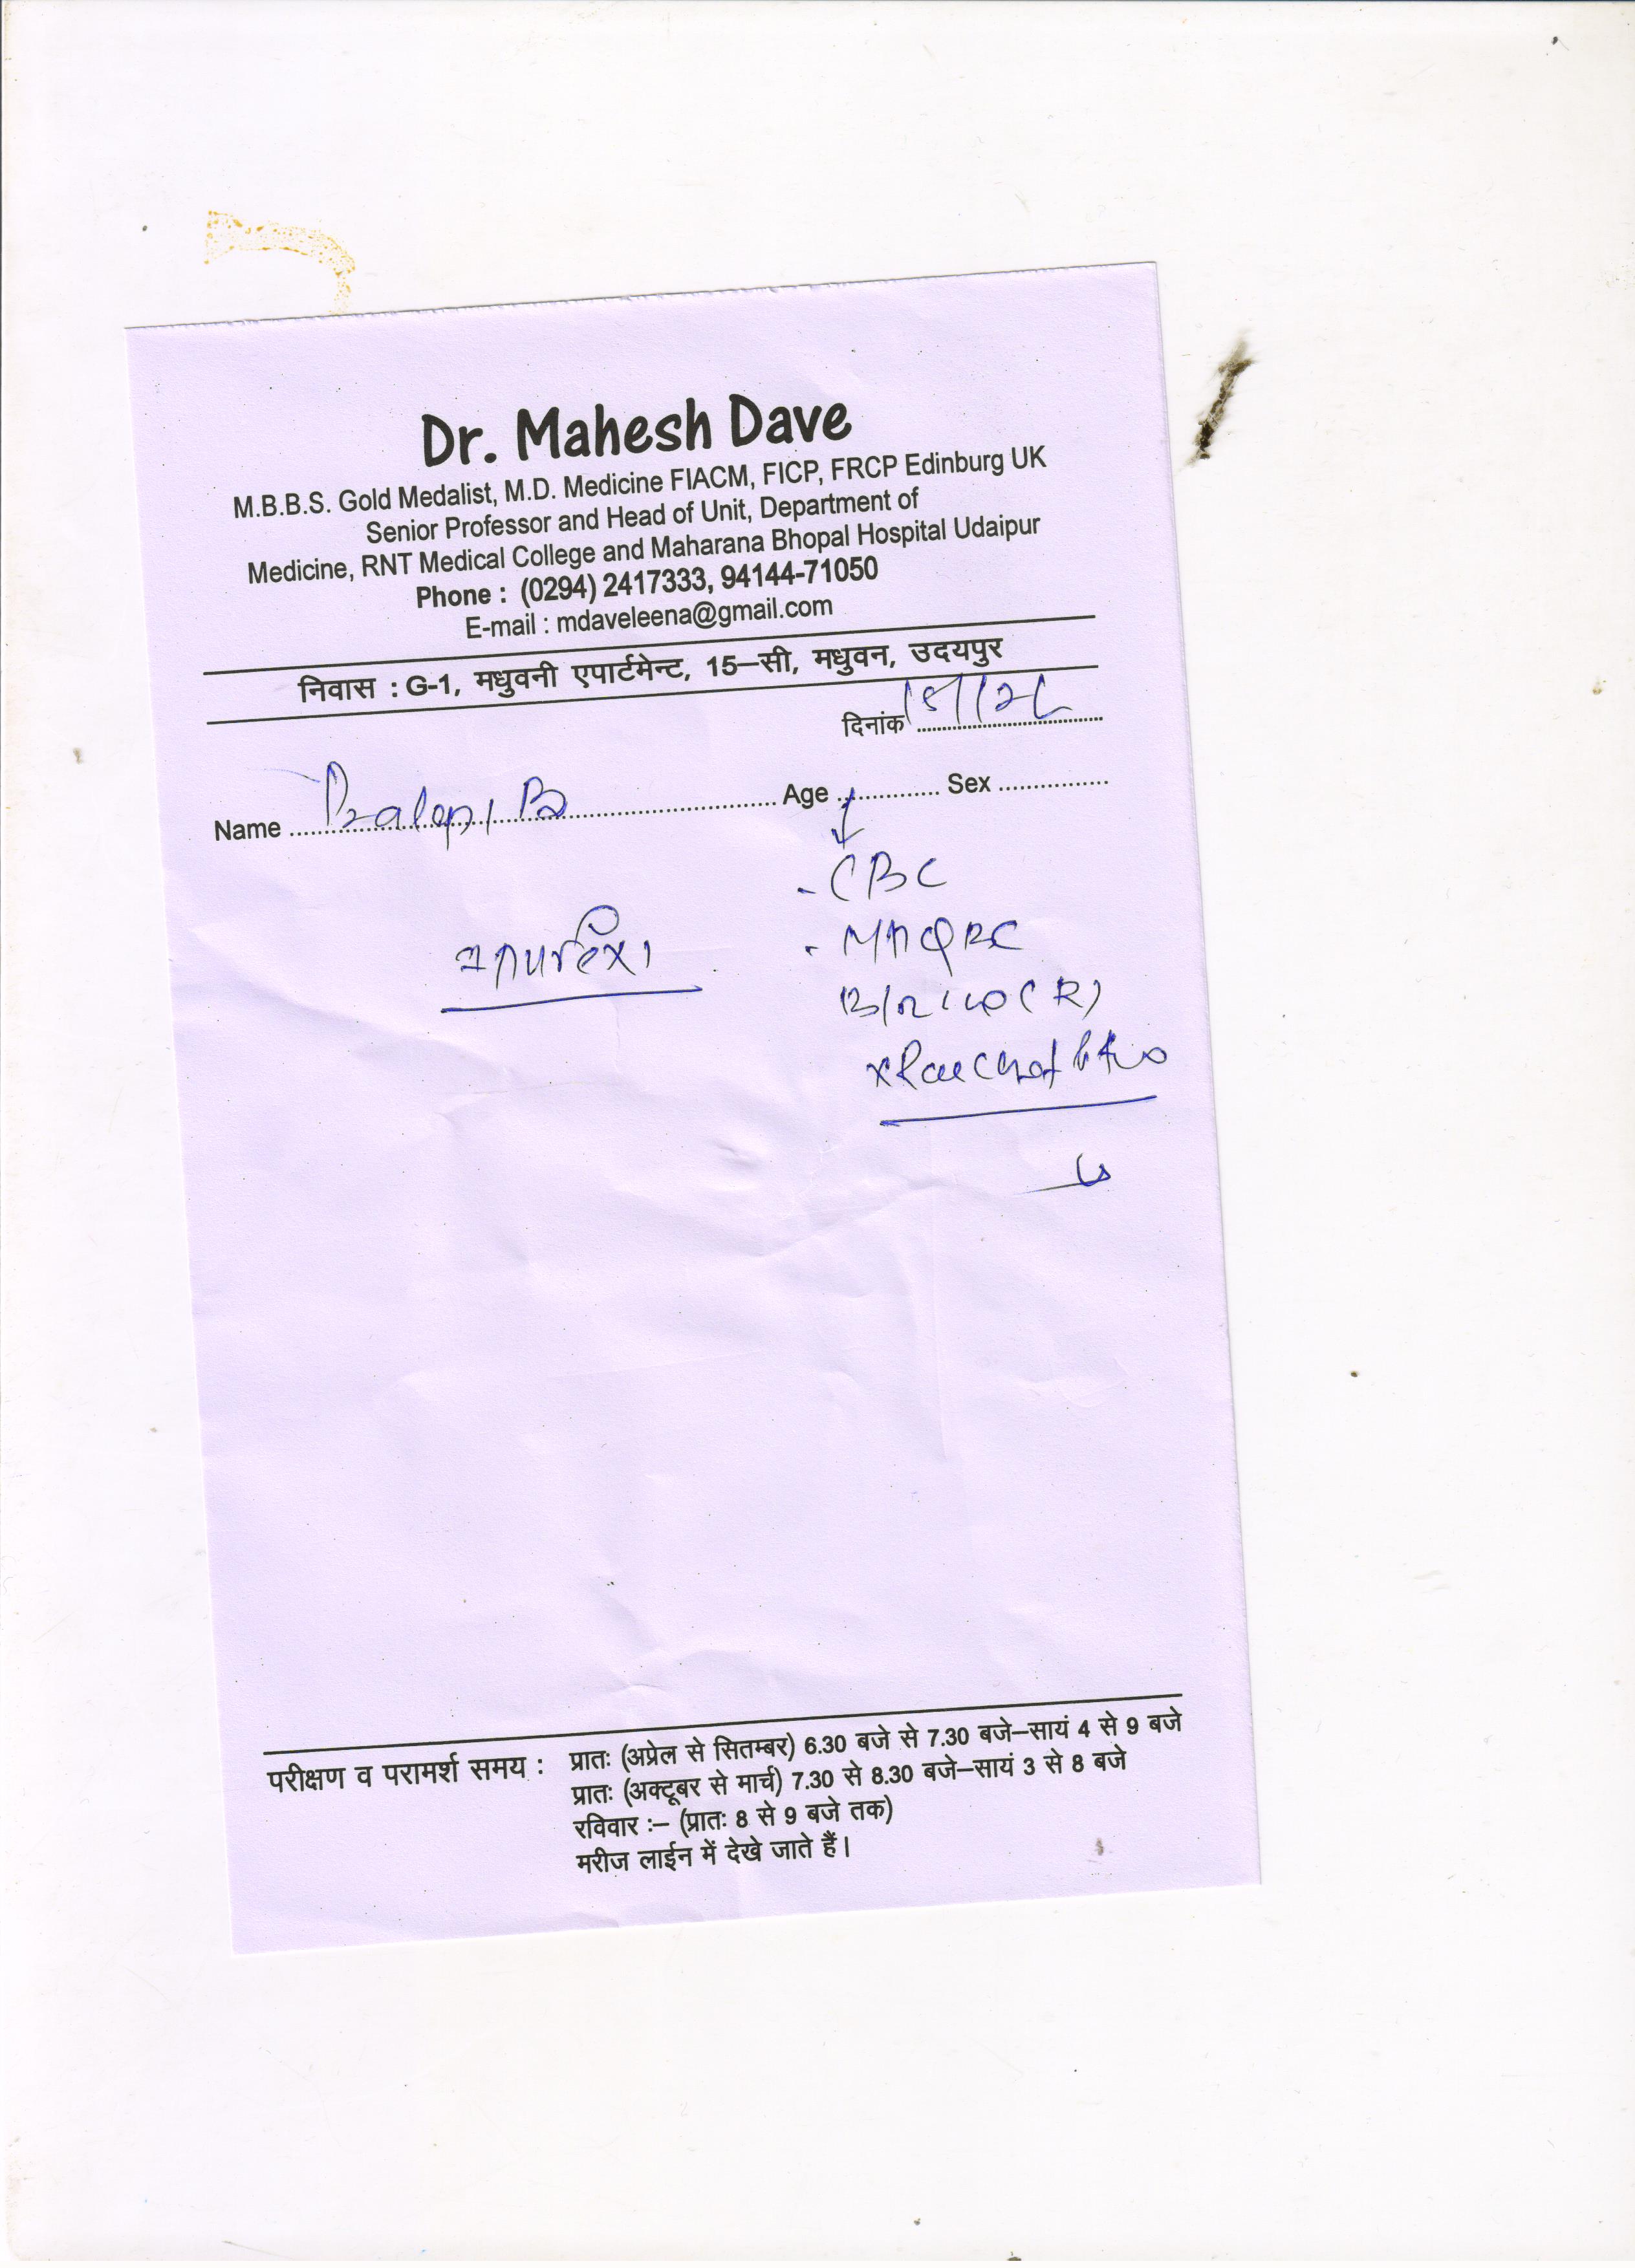 Dr. Mahesh Dave
M.B.B.S. Gold Medalist, M.D. Medicine FIACM, FICP, FRCP Edinburg UK
Senior Professor and Head of Unit, Department of
Medicine, RNT Medical College and Maharana Bhopal Hospital Udaipur
Phone : (0294) 2417333, 94144-71050
E-mail : mdaveleena@gmail.com
निवास : G-1, मधुवनी एपार्टमेन्ट, 15–सी, मधुवन, उदयपुर
दिनांक
Name Age Sex
- CBC
परीक्षण व परामर्श समय : प्रातः (अप्रेल से सितम्बर) 6.30 बजे से 7.30 बजे–सायं 4 से 9 बजे
प्रातः (अक्टूबर से मार्च) 7.30 से 8.30 बजे–सायं 3 से 8 बजे
रविवार :– (प्रातः 8 से 9 बजे तक)
मरीज लाईन में देखे जाते हैं।